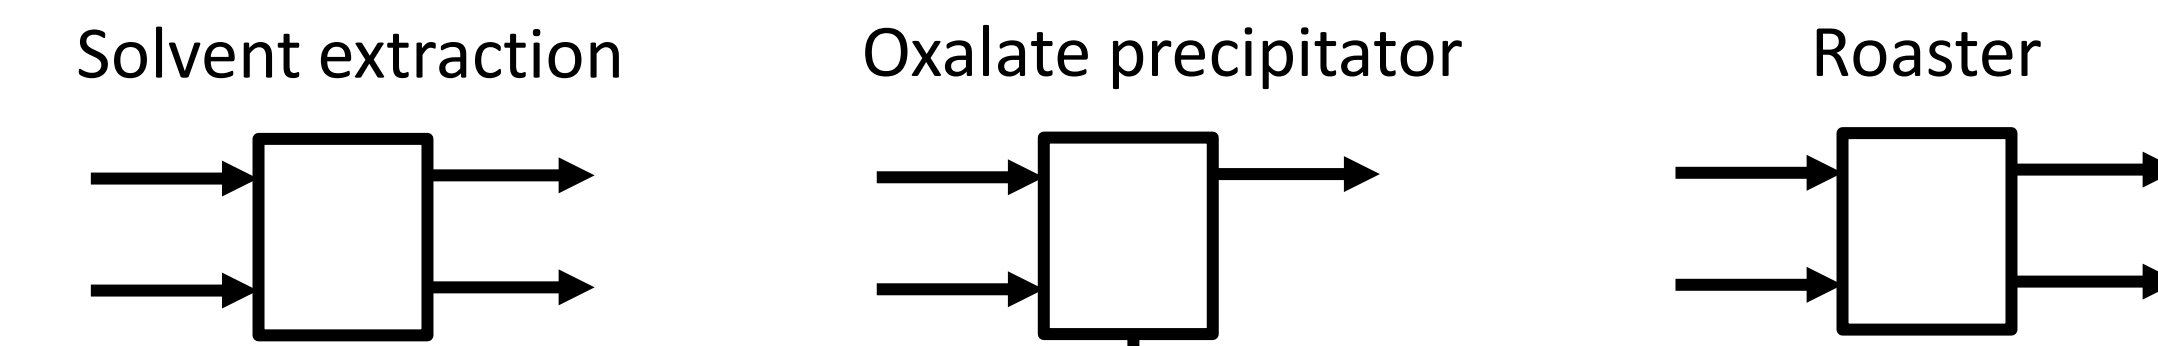 Solvent extraction
Oxalate precipitator
Roaster